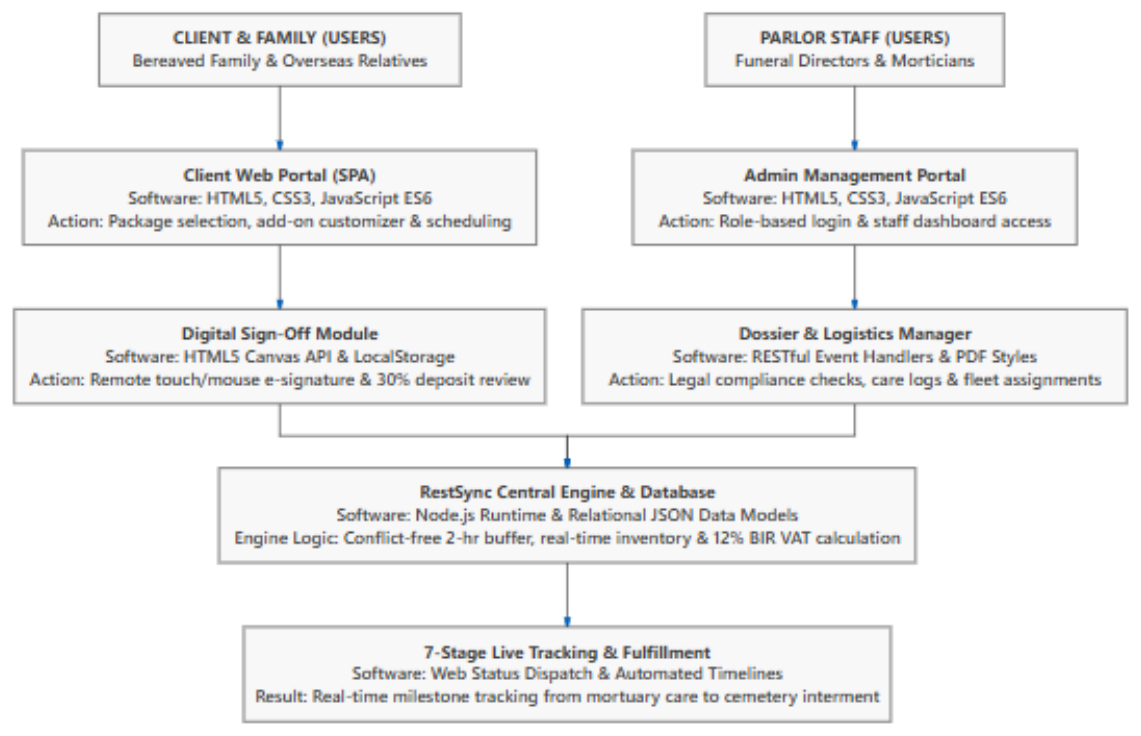 CLIENT & FAMILY (USERS)
Bereaved Family & Overseas Relatives
PARLOR STAFF (USERS)
Funeral Directors & Morticians
Client Web Portal (SPA)
Software: HTML5, CSS3, JavaScript ES6
Action: Package selection, add-on customizer & scheduling
Admin Management Portal
Software: HTML5, CSS3, JavaScript ES6
Action: Role-based login & staff dashboard access
Digital Sign-Off Module
Software: HTML5 Canvas API & LocalStorage
Action: Remote touch/mouse e-signature & 30% deposit review
Dossier & Logistics Manager
Software: RESTful Event Handlers & PDF Styles
Action: Legal compliance checks, care logs & fleet assignments
RestSync Central Engine & Database
Software: Node.js Runtime & Relational JSON Data Models
Engine Logic: Conflict-free 2-hr buffer, real-time inventory & 12% BIR VAT calculation
7-Stage Live Tracking & Fulfillment
Software: Web Status Dispatch & Automated Timelines
Result: Real-time milestone tracking from mortuary care to cemetery interment